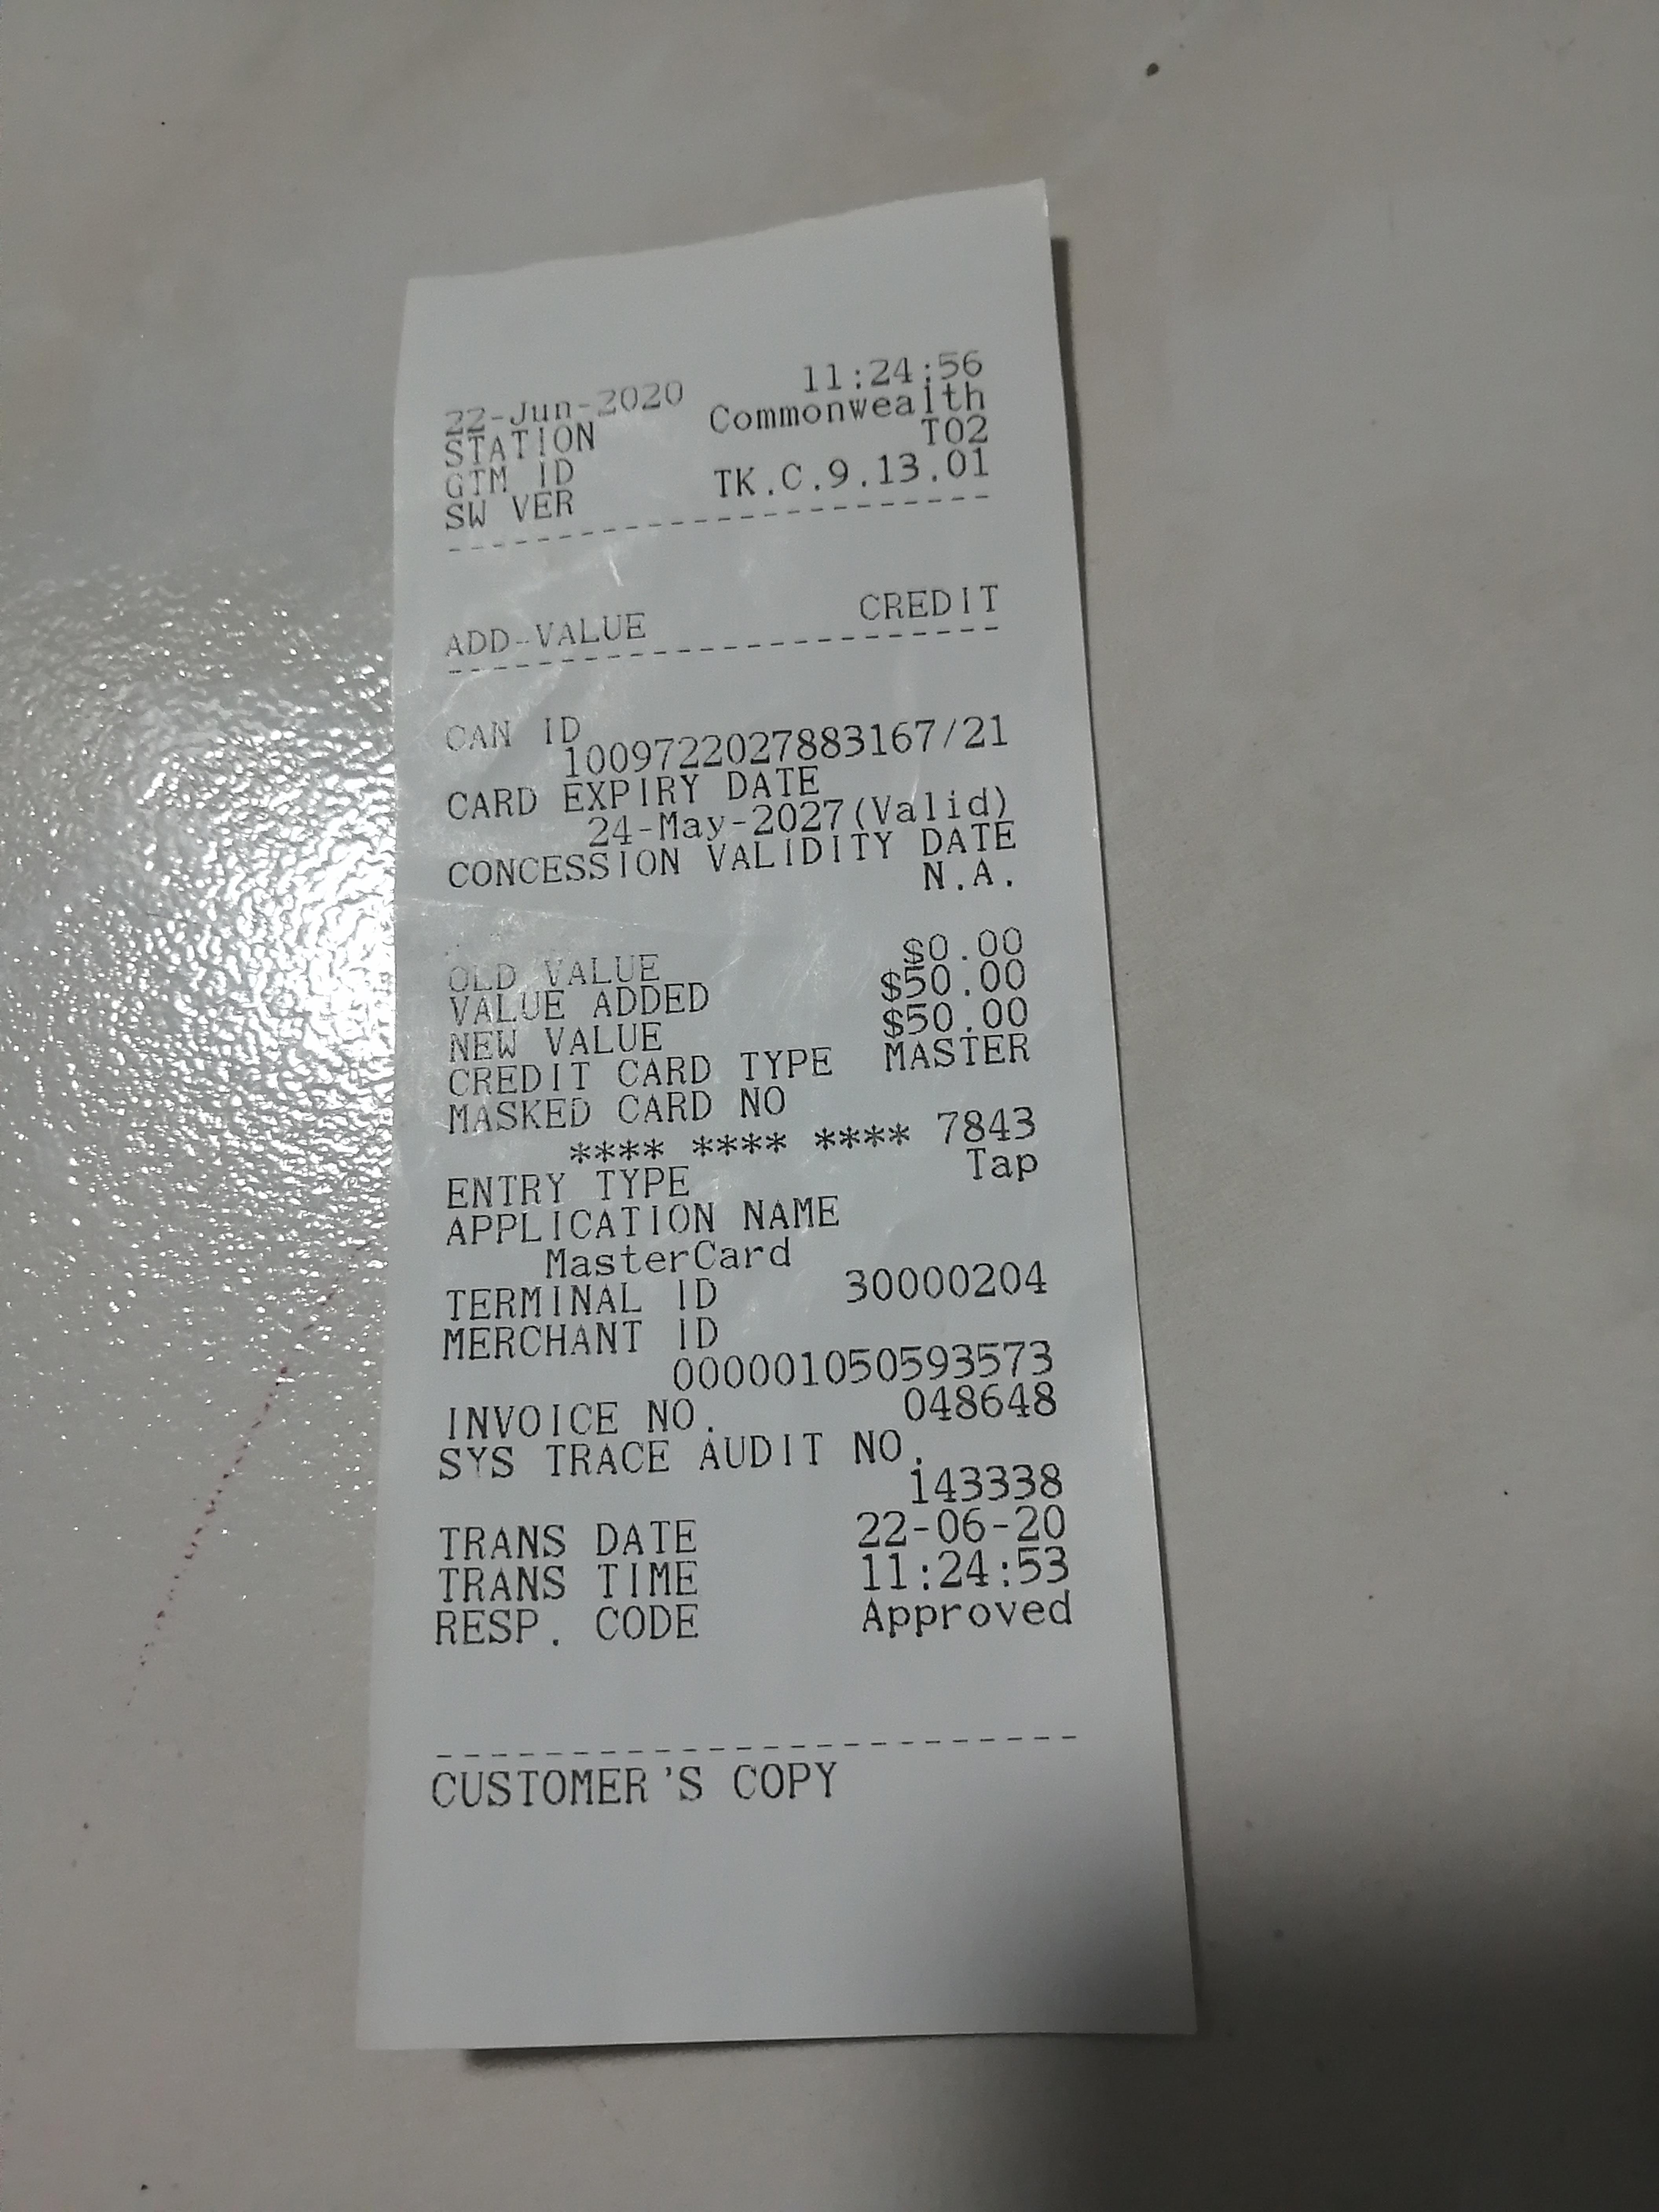 22-Jun-2020 11:24:56
STATION Commonwealth
GTM ID T02
SW VER TK.C.9.13.01
-----------------------
ADD-VALUE CREDIT
-----------------------
CAN ID
1009722027883167/21
CARD EXPIRY DATE
24-May-2027(Valid)
CONCESSION VALIDITY DATE
N.A.
OLD VALUE $0.00
VALUE ADDED $50.00
NEW VALUE $50.00
CREDIT CARD TYPE MASTER
MASKED CARD NO
**** **** **** 7843
ENTRY TYPE Tap
APPLICATION NAME
MasterCard
TERMINAL ID 30000204
MERCHANT ID
000001050593573
INVOICE NO. 048648
SYS TRACE AUDIT NO.
143338
TRANS DATE 22-06-20
TRANS TIME 11:24:53
RESP. CODE Approved
-----------------------
CUSTOMER'S COPY